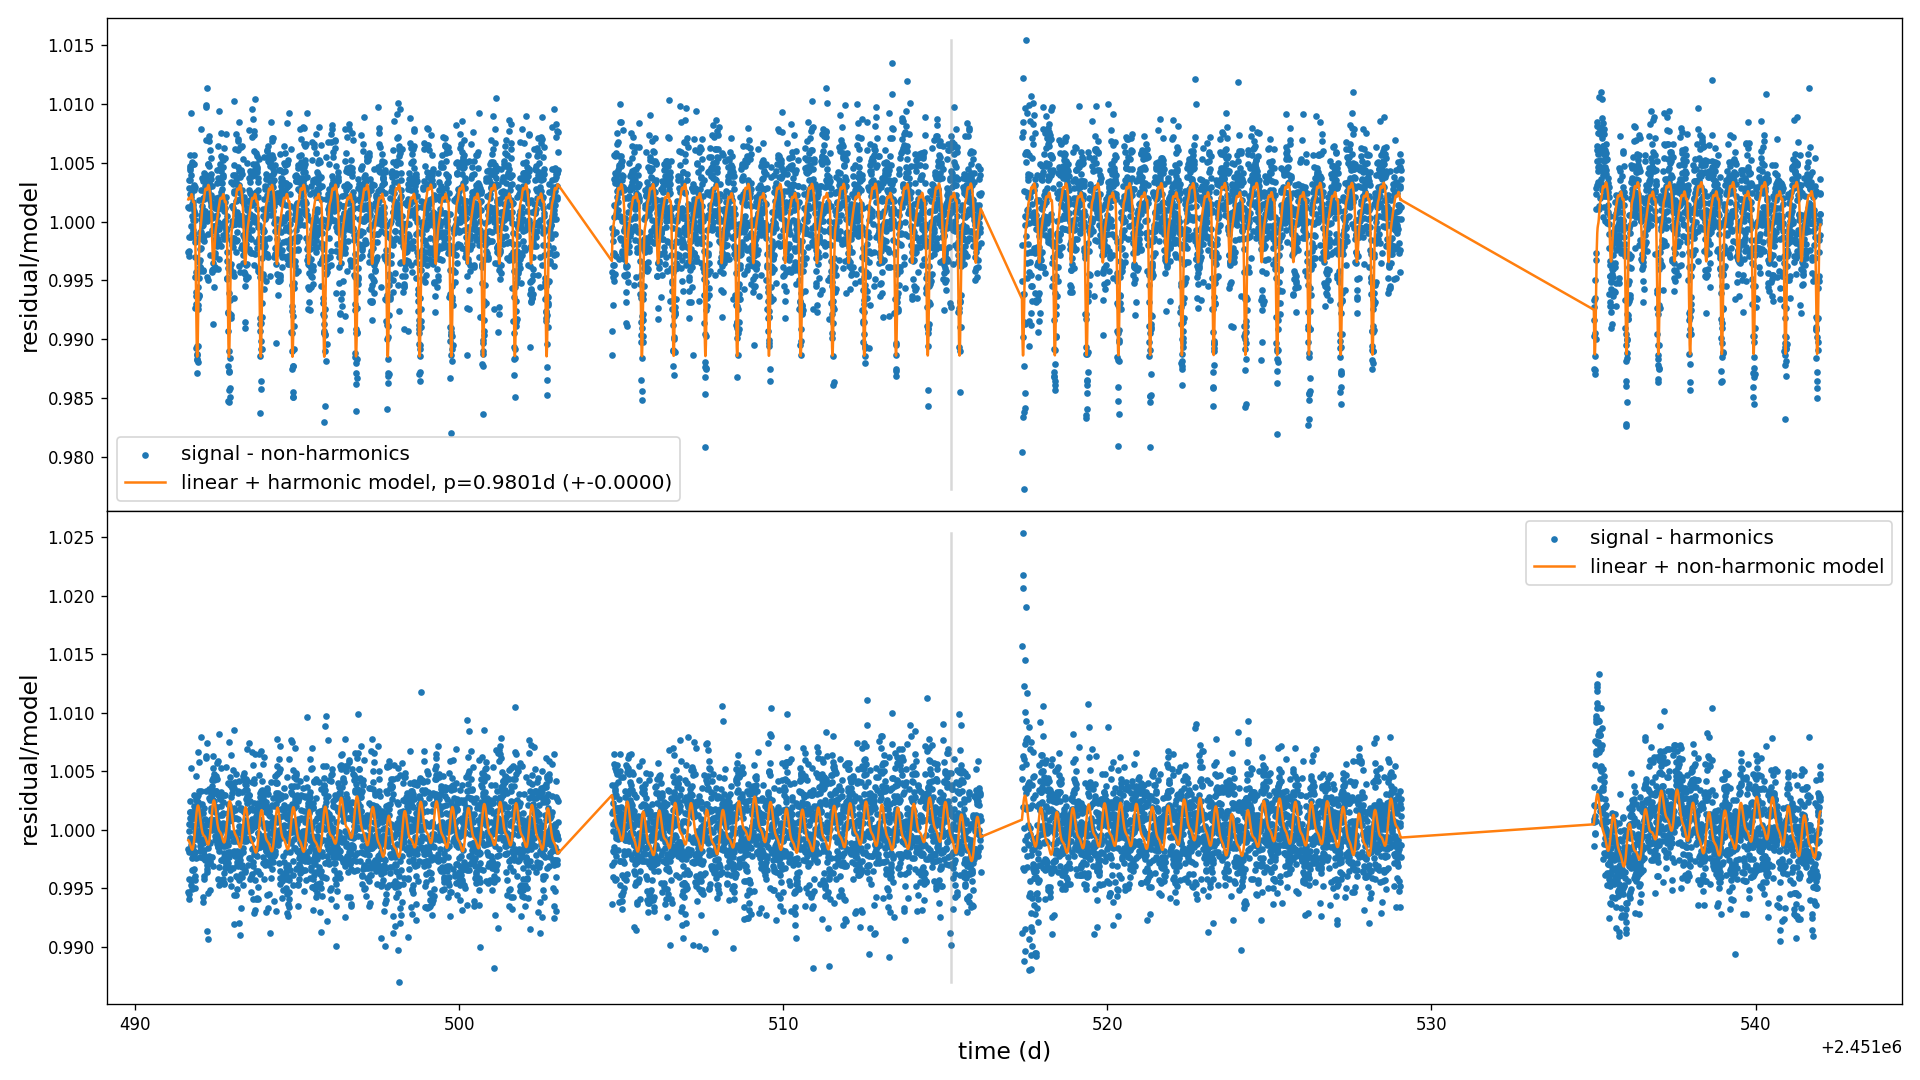 1.015
1.010
1.005
1.000
0.995
0.990
0.985
0.980
residual/model
signal - non-harmonics
linear + harmonic model, p=0.9801d (+-0.0000)
1.025
1.020
1.015
1.010
1.005
1.000
0.995
0.990
residual/model
signal - harmonics
linear + non-harmonic model
490
500
510
520
530
540
time (d)
+2.451e6